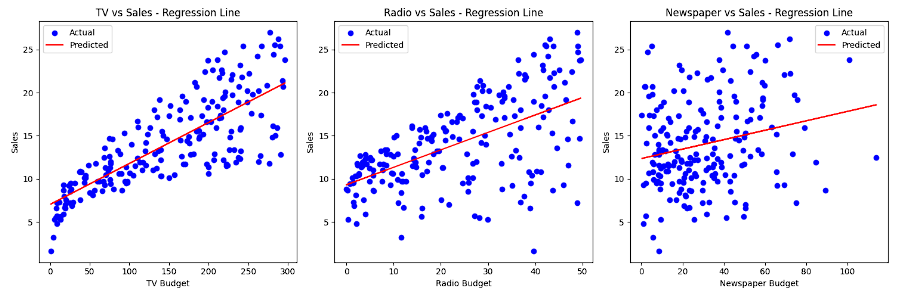 TV vs Sales - Regression Line
Actual
Predicted
25
20
15
10
5
Sales
0
50
100
150
200
250
300
TV Budget
Radio vs Sales - Regression Line
Actual
Predicted
25
20
15
10
5
Sales
0
10
20
30
40
50
Radio Budget
Newspaper vs Sales - Regression Line
Actual
Predicted
25
20
15
10
5
Sales
0
20
40
60
80
100
Newspaper Budget